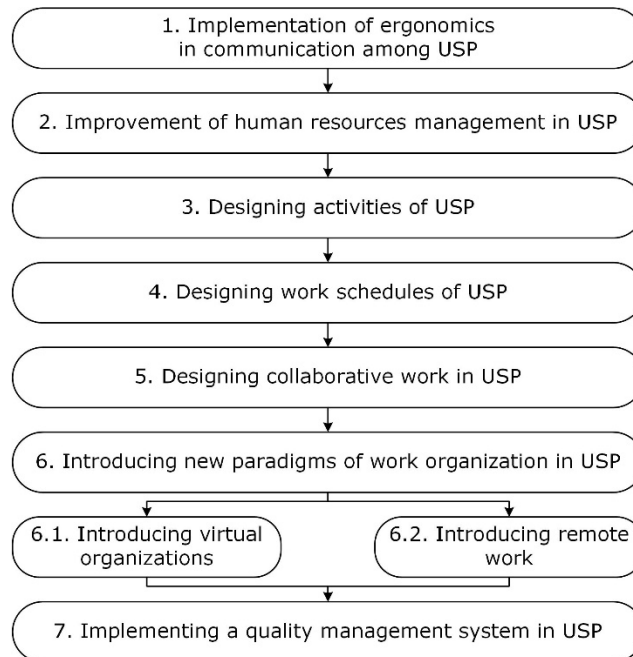 1. Implementation of ergonomics
in communication among USP
2. Improvement of human resources management in USP
3. Designing activities of USP
4. Designing work schedules of USP
5. Designing collaborative work in USP
6. Introducing new paradigms of work organization in USP
6.1. Introducing virtual
organizations
6.2. Introducing remote
work
7. Implementing a quality management system in USP